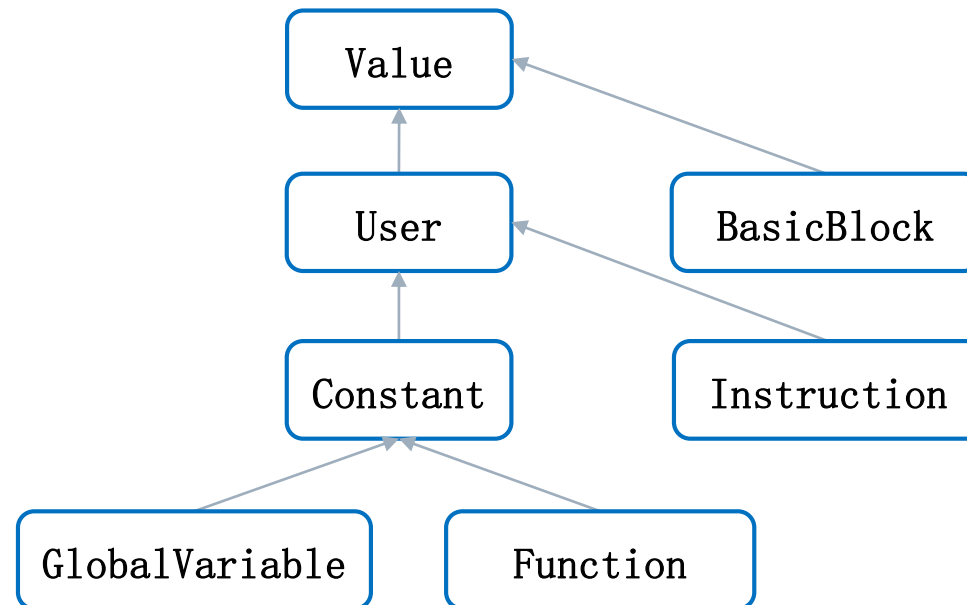 Value
User
BasicBlock
Constant
Instruction
GlobalVariable
Function